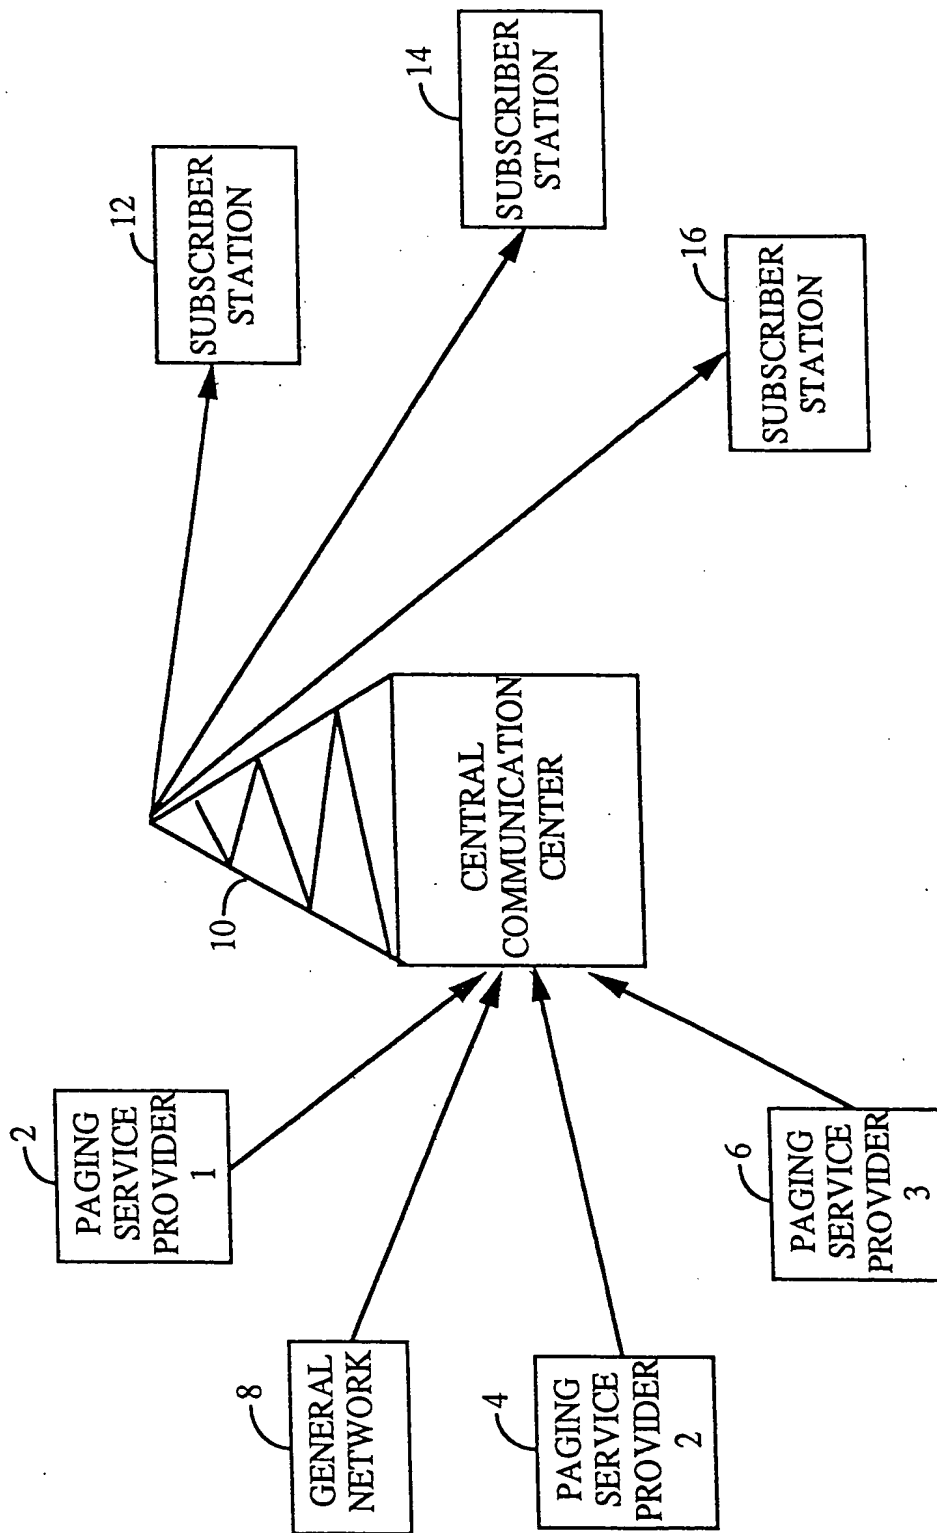 2
PAGING
SERVICE
PROVIDER
1
8
GENERAL
NETWORK
4
PAGING
SERVICE
PROVIDER
2
6
PAGING
SERVICE
PROVIDER
3
10
CENTRAL
COMMUNICATION
CENTER
12
SUBSCRIBER
STATION
14
SUBSCRIBER
STATION
16
SUBSCRIBER
STATION